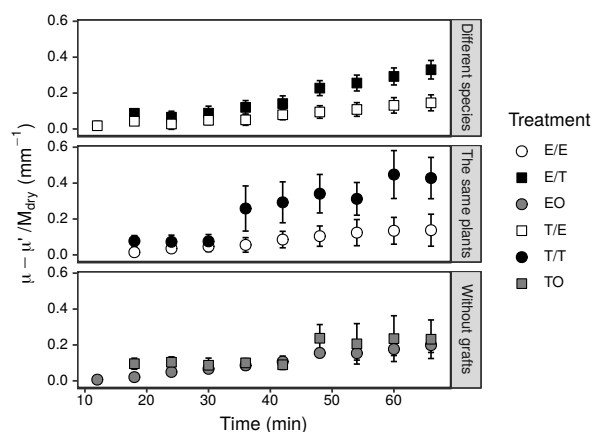 0.6
0.4
0.2
0.0
Different species
0.6
0.4
0.2
0.0
The same plants
0.6
0.4
0.2
0.0
Without grafts
μ − μ' /M_dry (mm⁻¹)
10 20 30 40 50 60
Time (min)
Treatment
E/E
E/T
EO
T/E
T/T
TO